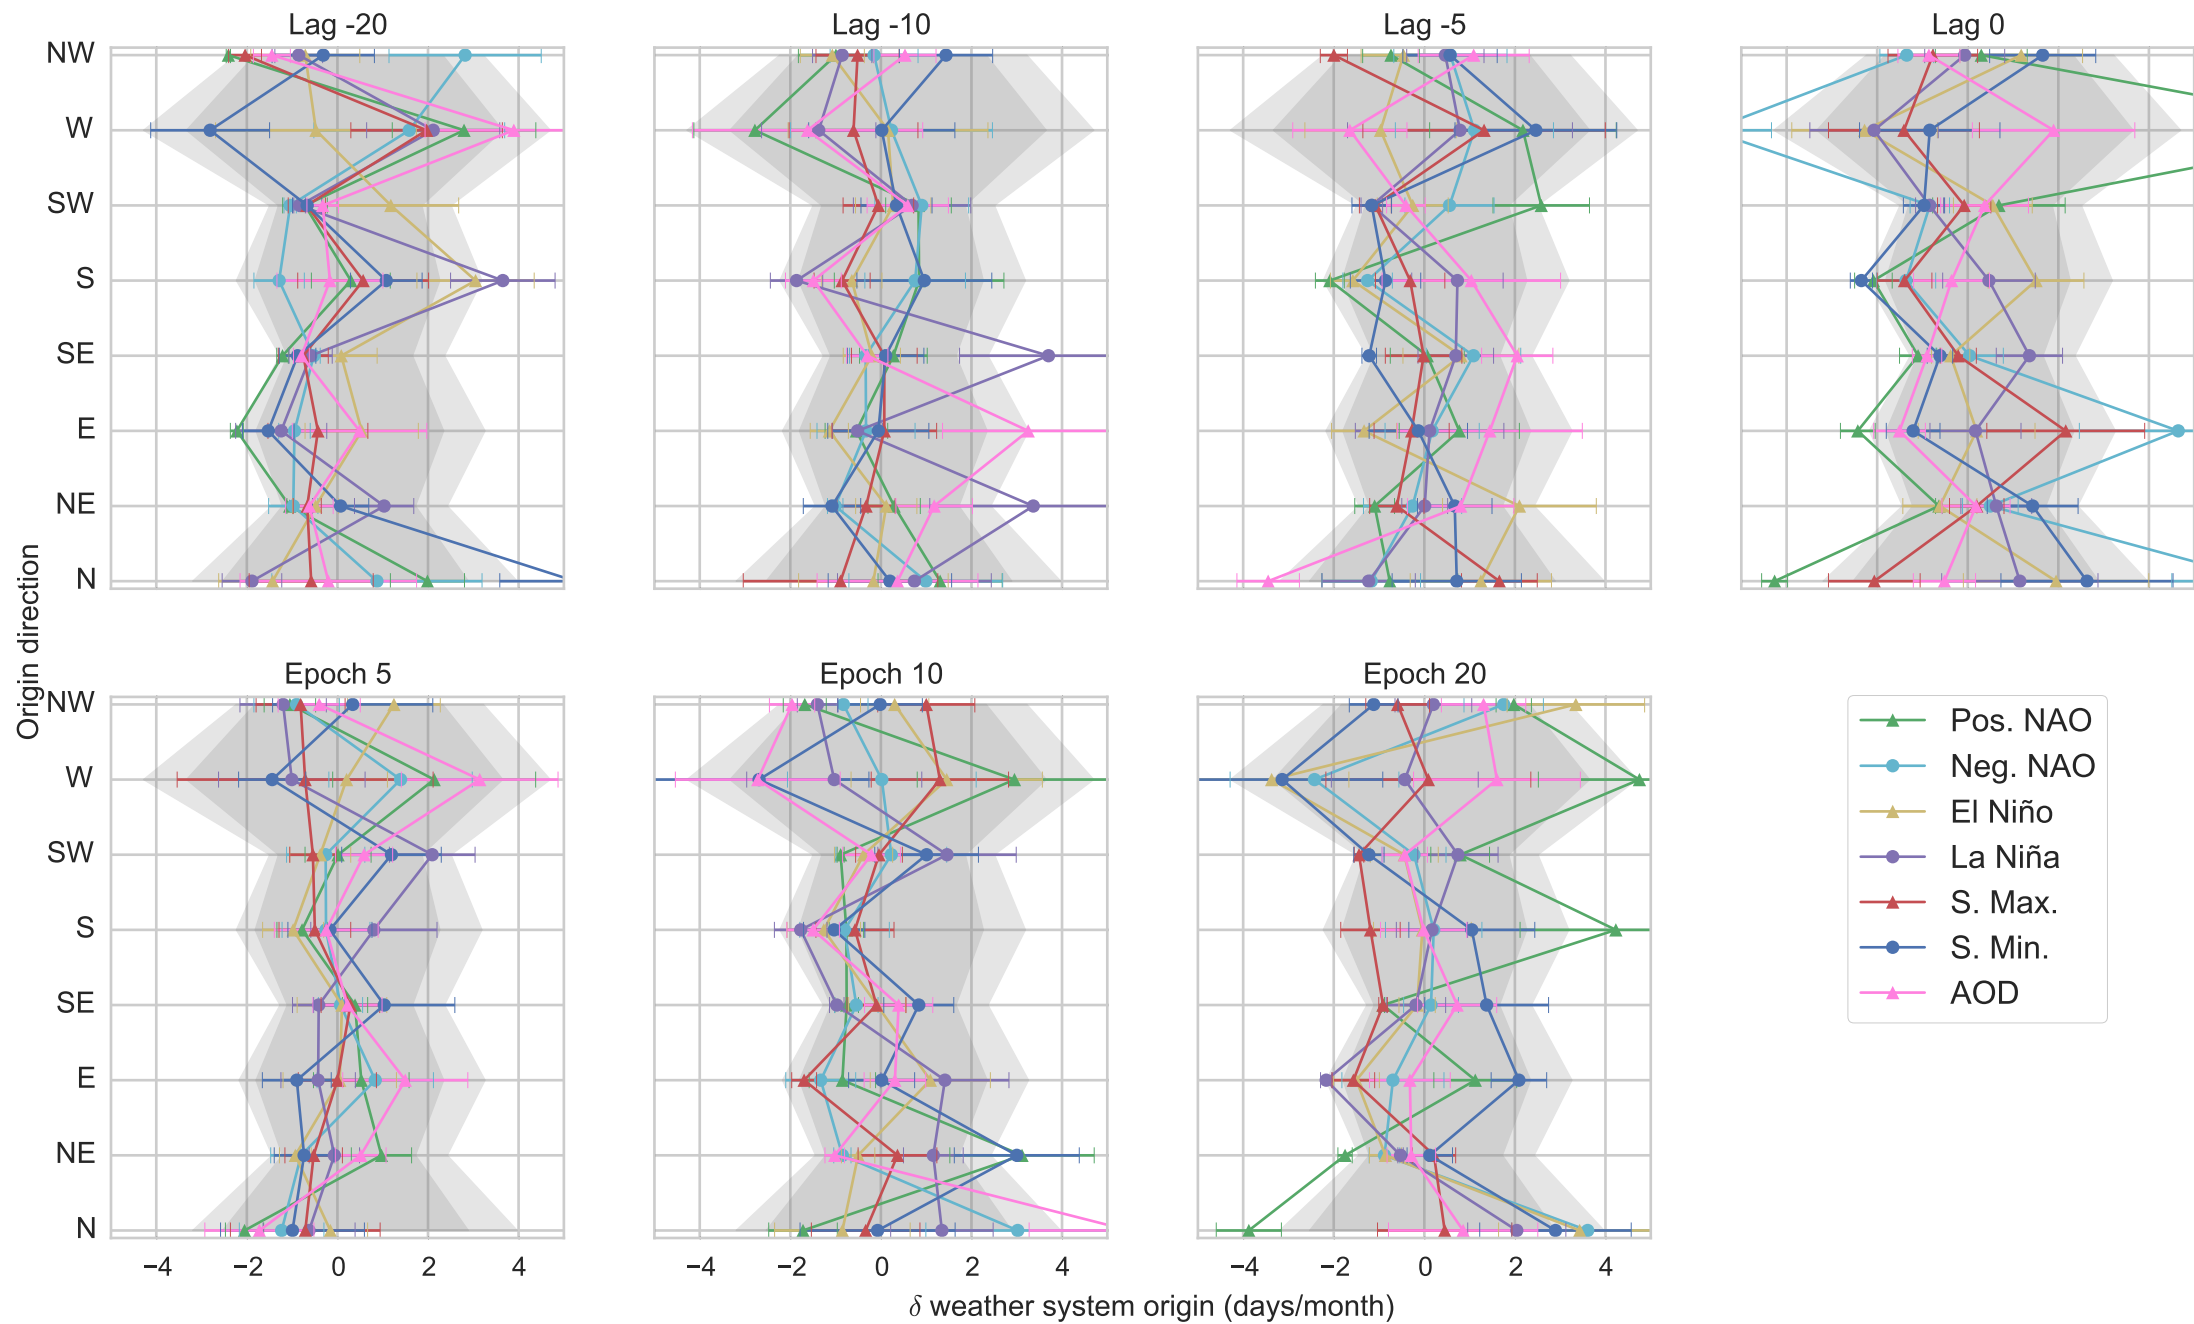 Lag -20
Lag -10
Lag -5
Lag 0
NW
W
SW
S
SE
E
NE
N
Origin direction
Epoch 5
Epoch 10
Epoch 20
NW
W
SW
S
SE
E
NE
N
−4 −2 0 2 4
−4 −2 0 2 4
−4 −2 0 2 4
δ weather system origin (days/month)
Pos. NAO
Neg. NAO
El Niño
La Niña
S. Max.
S. Min.
AOD